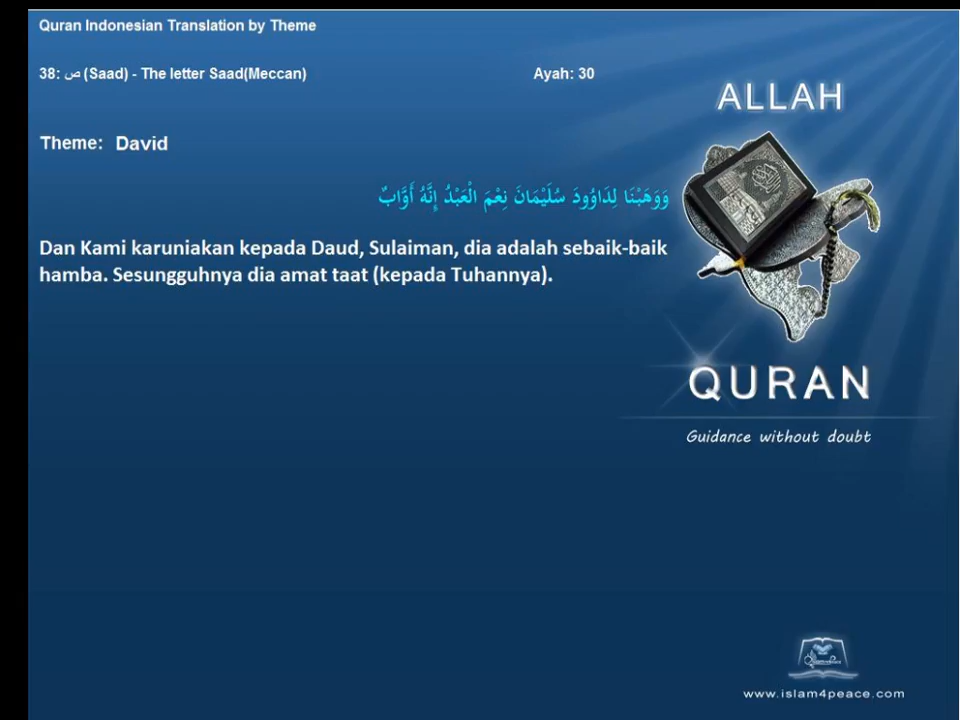 Quran Indonesian Translation by Theme
38: ص (Saad) - The letter Saad(Meccan) Ayah: 30
ALLAH
Theme: David
وَوَهَبْنَا لِدَاوُودَ سُلَيْمَانَ نِعْمَ الْعَبْدُ إِنَّهُ أَوَّابٌ
Dan Kami karuniakan kepada Daud, Sulaiman, dia adalah sebaik-baik
hamba. Sesungguhnya dia amat taat (kepada Tuhannya).
QURAN
Guidance without doubt
www.islam4peace.com